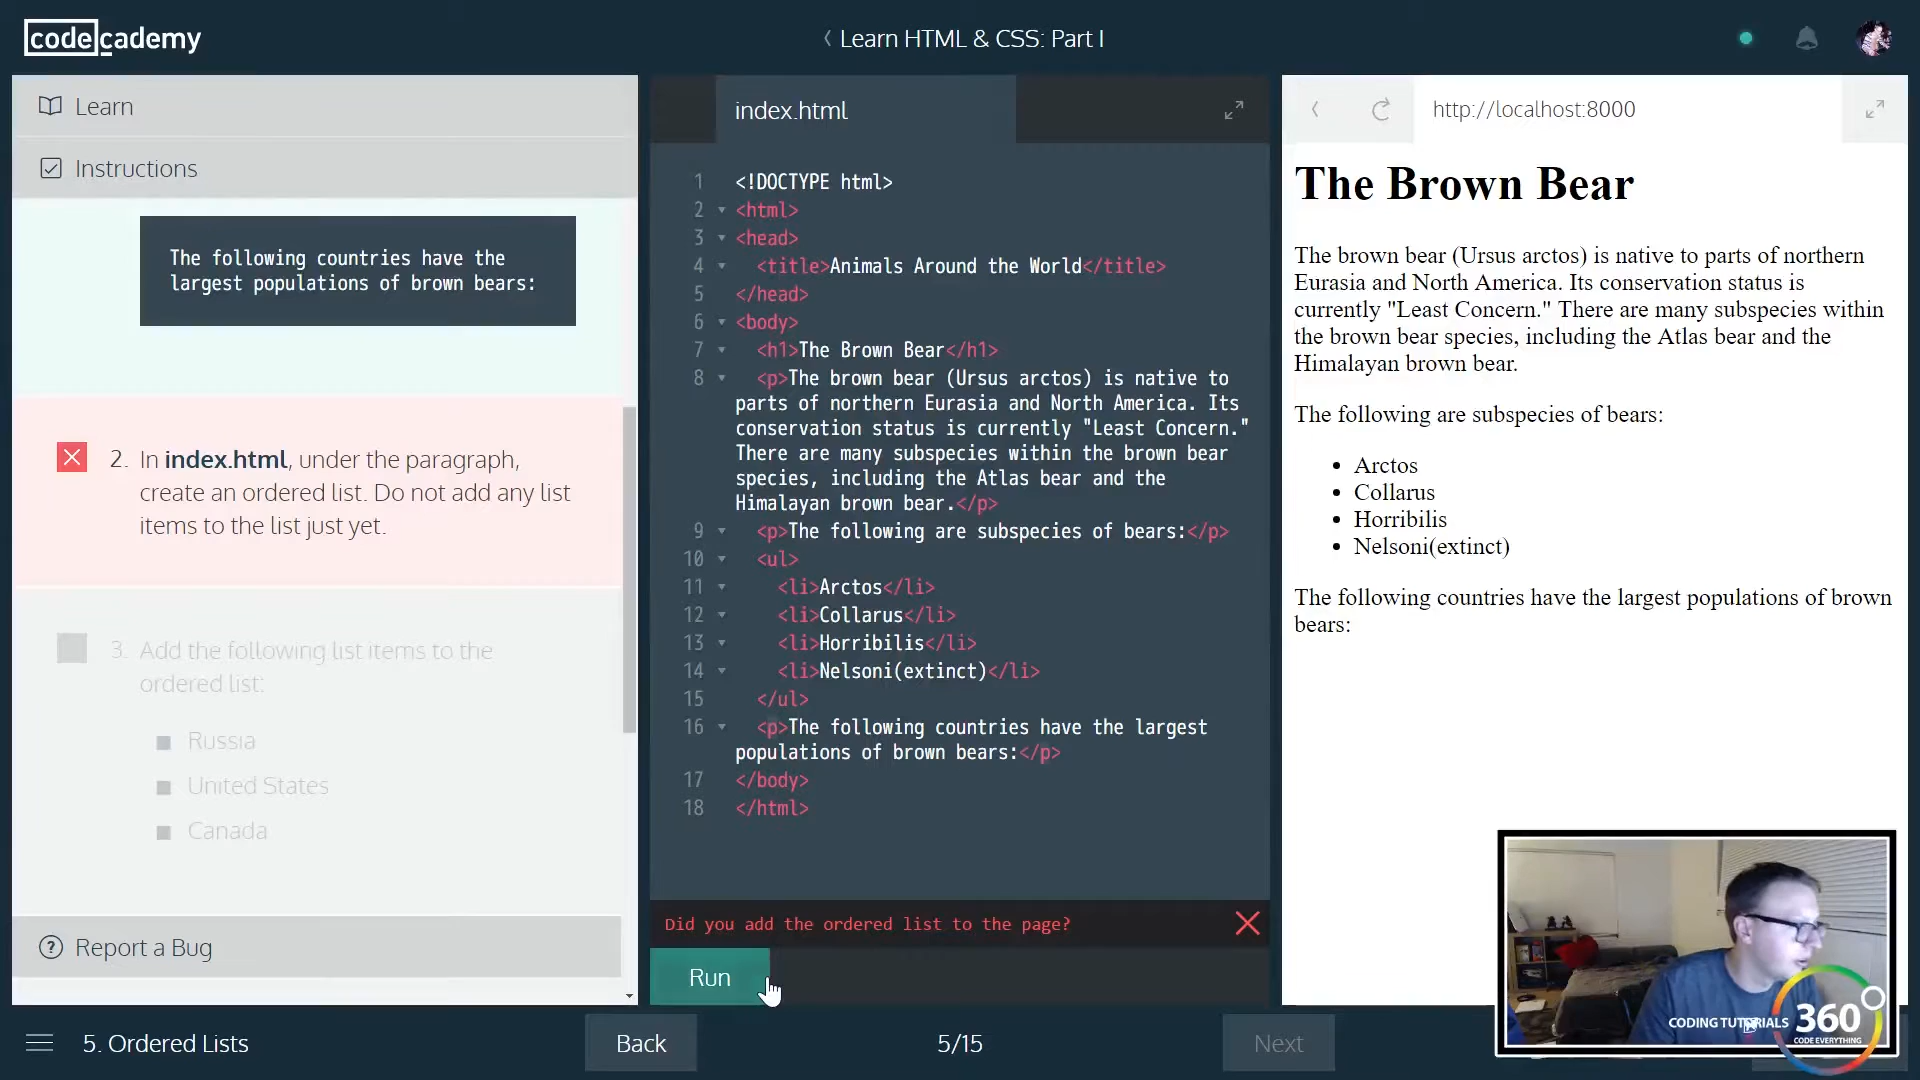 codecademy
Learn HTML & CSS: Part I
Learn
Instructions
The following countries have the
largest populations of brown bears:
2. In index.html, under the paragraph,
create an ordered list. Do not add any list
items to the list just yet.
3. Add the following list items to the
ordered list:
Russia
United States
Canada
Report a Bug
index.html
1 <!DOCTYPE html>
2 <html>
3 <head>
4 <title>Animals Around the World</title>
5 </head>
6 <body>
7 <h1>The Brown Bear</h1>
8 <p>The brown bear (Ursus arctos) is native to
parts of northern Eurasia and North America. Its
conservation status is currently "Least Concern."
There are many subspecies within the brown bear
species, including the Atlas bear and the
Himalayan brown bear.</p>
9 <p>The following are subspecies of bears:</p>
10 <ul>
11 <li>Arctos</li>
12 <li>Collarus</li>
13 <li>Horribilis</li>
14 <li>Nelsoni(extinct)</li>
15 </ul>
16 <p>The following countries have the largest
populations of brown bears:</p>
17 </body>
18 </html>
Did you add the ordered list to the page?
Run
http://localhost:8000
The Brown Bear
The brown bear (Ursus arctos) is native to parts of northern
Eurasia and North America. Its conservation status is
currently "Least Concern." There are many subspecies within
the brown bear species, including the Atlas bear and the
Himalayan brown bear.
The following are subspecies of bears:
Arctos
Collarus
Horribilis
Nelsoni(extinct)
The following countries have the largest populations of brown
bears:
CODING TUTORIALS 360°
CODE EVERYTHING
5. Ordered Lists
Back
5/15
Next